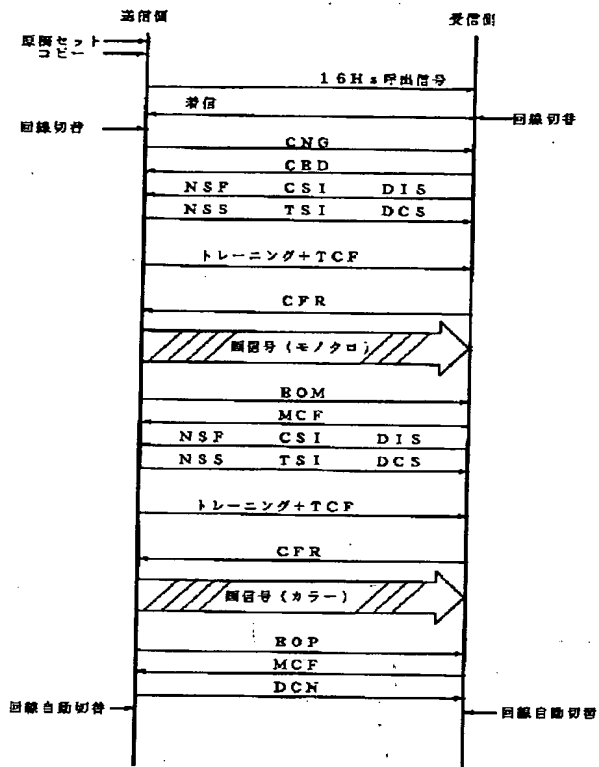 送信側 受信側
原稿セット
コピー
16Hz呼出信号
着信
回線切替 回線切替
CNG
CED
NSF CSI DIS
NSS TSI DCS
トレーニング+TCF
CFR
画信号(モノクロ)
EOM
MCF
NSF CSI DIS
NSS TSI DCS
トレーニング+TCF
CFR
画信号(カラー)
EOP
MCF
DCN
回線自動切替 回線自動切替